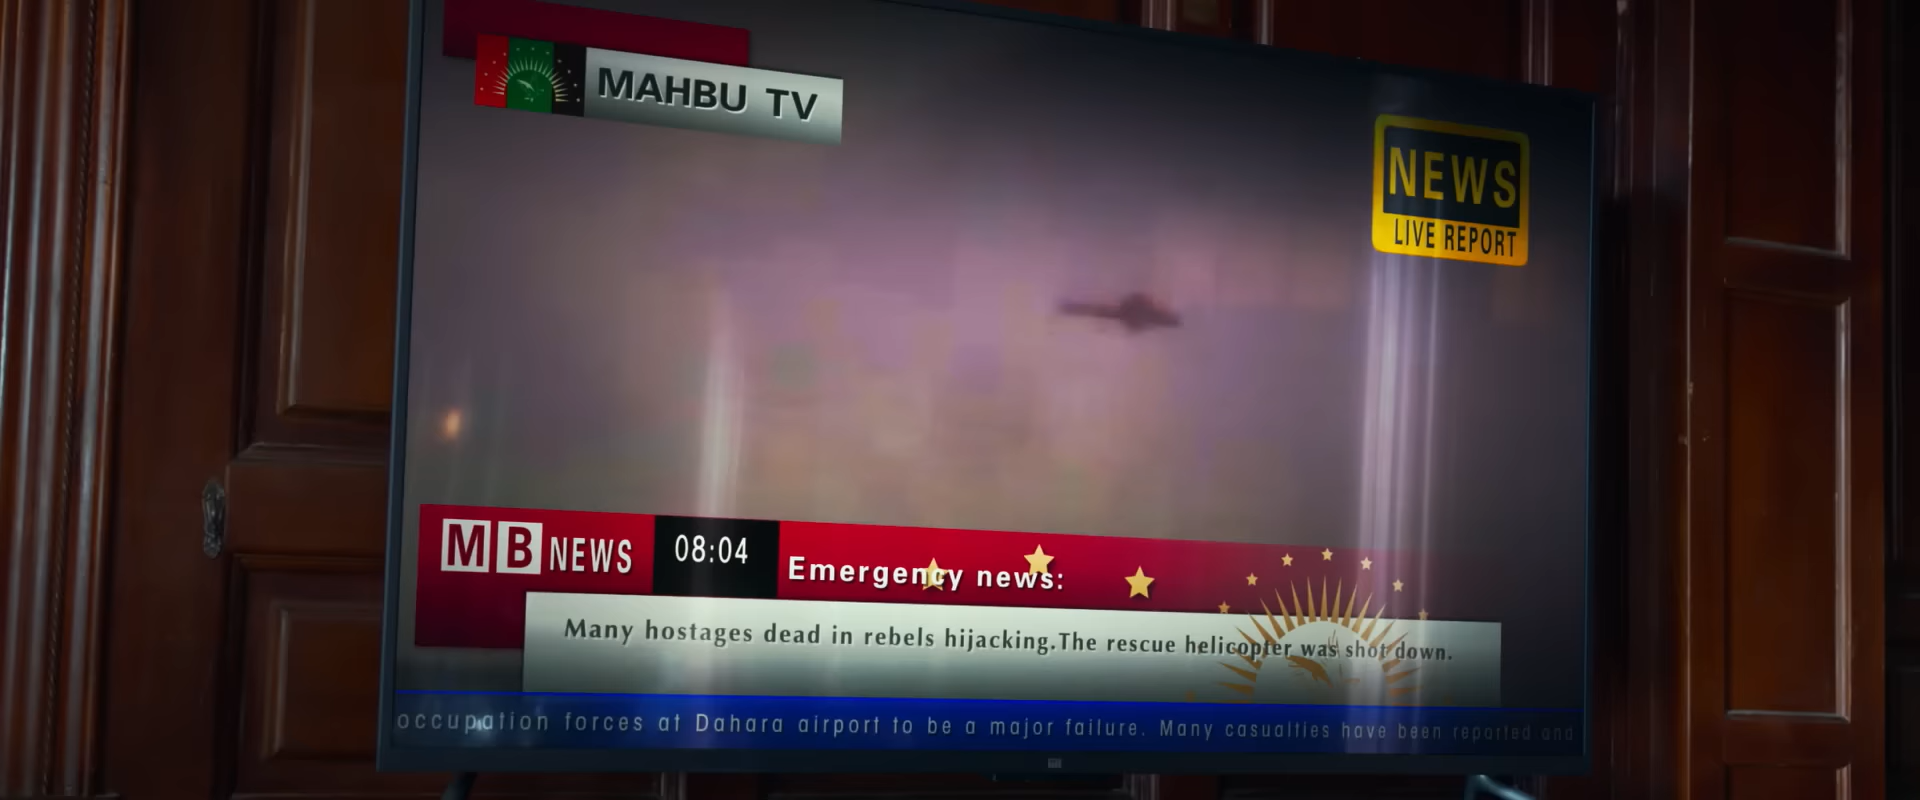 MAHBU TV
NEWS
LIVE REPORT
MB NEWS
08:04
Emergency news:
Many hostages dead in rebels hijacking.The rescue helicopter was shot down.
occupation forces at Dahara airport to be a major failure. Many casualties have been reported and